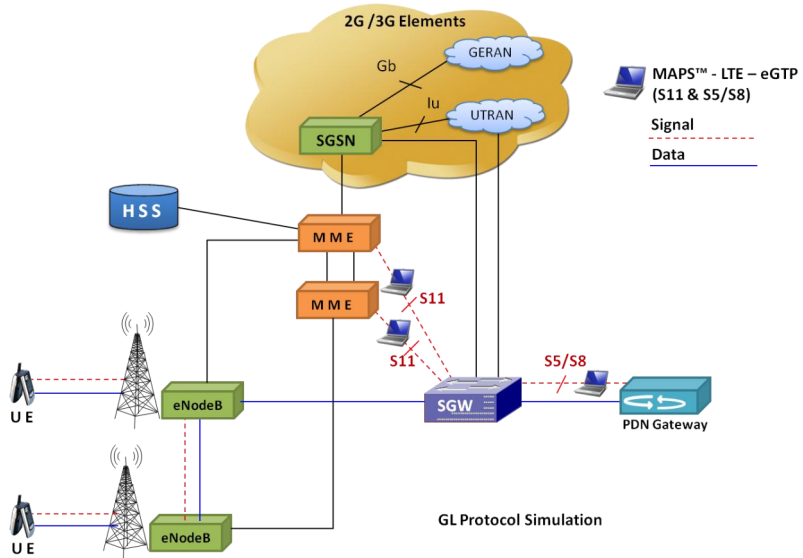 2G /3G Elements
GERAN
Gb
MAPS™ - LTE – eGTP
(S11 & S5/S8)
Iu
UTRAN
Signal
SGSN
Data
HSS
MME
MME
S11
S11
S5/S8
UE
eNodeB
SGW
PDN Gateway
UE
eNodeB
GL Protocol Simulation